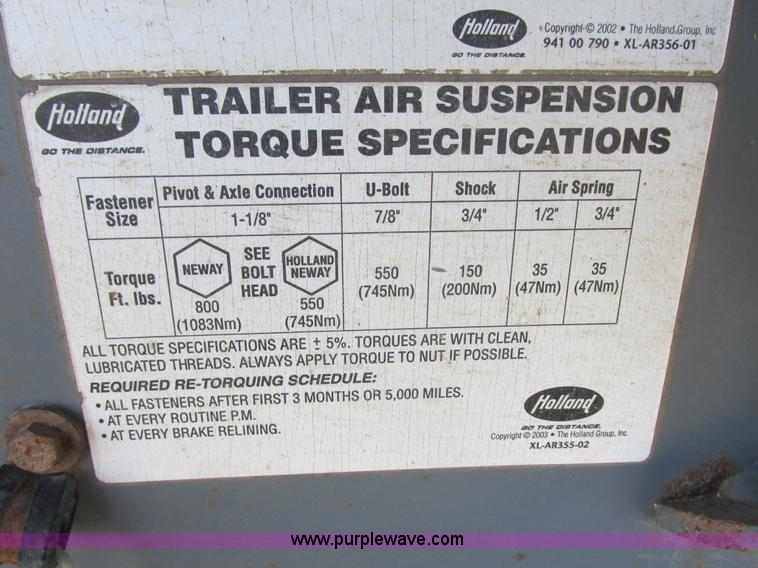 Holland
GO THE DISTANCE.
Copyright © 2002 • The Holland Group, Inc
941 00 790 • XL-AR356-01
Holland
GO THE DISTANCE.
TRAILER AIR SUSPENSION
TORQUE SPECIFICATIONS
Fastener Size
Pivot & Axle Connection
U-Bolt
Shock
Air Spring
1-1/8"
7/8"
3/4"
1/2"
3/4"
Torque Ft. lbs.
NEWAY
800
(1083Nm)
SEE
BOLT
HEAD
HOLLAND
NEWAY
550
(745Nm)
550
(745Nm)
150
(200Nm)
35
(47Nm)
35
(47Nm)
ALL TORQUE SPECIFICATIONS ARE ± 5%. TORQUES ARE WITH CLEAN,
LUBRICATED THREADS. ALWAYS APPLY TORQUE TO NUT IF POSSIBLE.
REQUIRED RE-TORQUING SCHEDULE:
• ALL FASTENERS AFTER FIRST 3 MONTHS OR 5,000 MILES.
• AT EVERY ROUTINE P.M.
• AT EVERY BRAKE RELINING.
Holland
GO THE DISTANCE.
Copyright © 2003 • The Holland Group, Inc
XL-AR355-02
www.purplewave.com